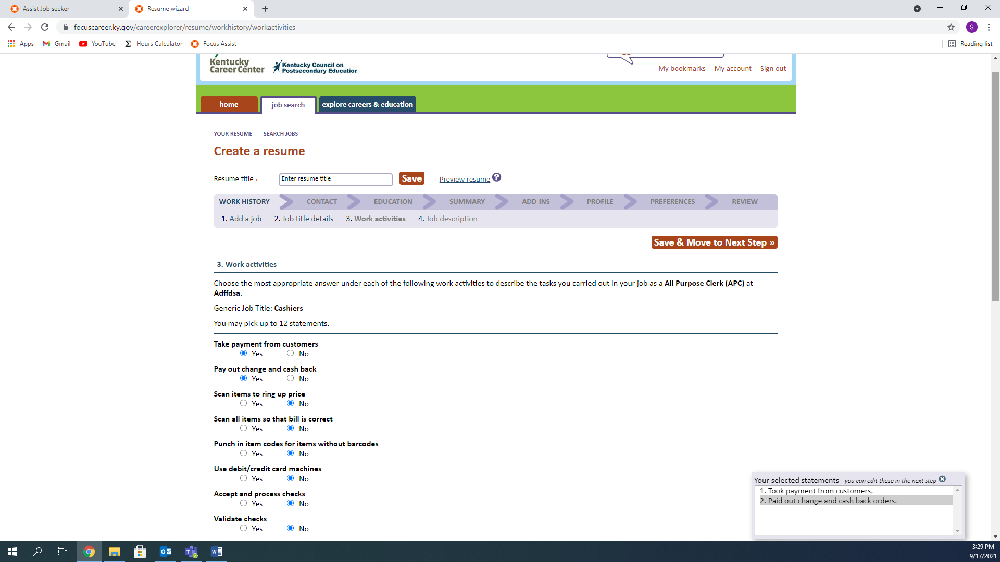 Assist Job seeker
Resume wizard
focuscareer.ky.gov/careerexplorer/resume/workhistory/workactivities
S
Apps
Gmail
YouTube
Hours Calculator
Focus Assist
Reading list
Kentucky
Career Center
Kentucky Council on
Postsecondary Education
My bookmarks
My account
Sign out
home
job search
explore careers & education
YOUR RESUME
SEARCH JOBS
Create a resume
Resume title *
Enter resume title
Save
Preview resume
?
WORK HISTORY
CONTACT
EDUCATION
SUMMARY
ADD-INS
PROFILE
PREFERENCES
REVIEW
1. Add a job
2. Job title details
3. Work activities
4. Job description
Save & Move to Next Step »
3. Work activities
Choose the most appropriate answer under each of the following work activities to describe the tasks you carried out in your job as a All Purpose Clerk (APC) at
Adffdsa.
Generic Job Title: Cashiers
You may pick up to 12 statements.
Take payment from customers
Yes No
Pay out change and cash back
Yes No
Scan items to ring up price
Yes No
Scan all items so that bill is correct
Yes No
Punch in item codes for items without barcodes
Yes No
Use debit/credit card machines
Yes No
Accept and process checks
Yes No
Validate checks
Yes No
Your selected statements you can edit these in the next step
1. Took payment from customers.
2. Paid out change and cash back orders.
3:29 PM
9/17/2021